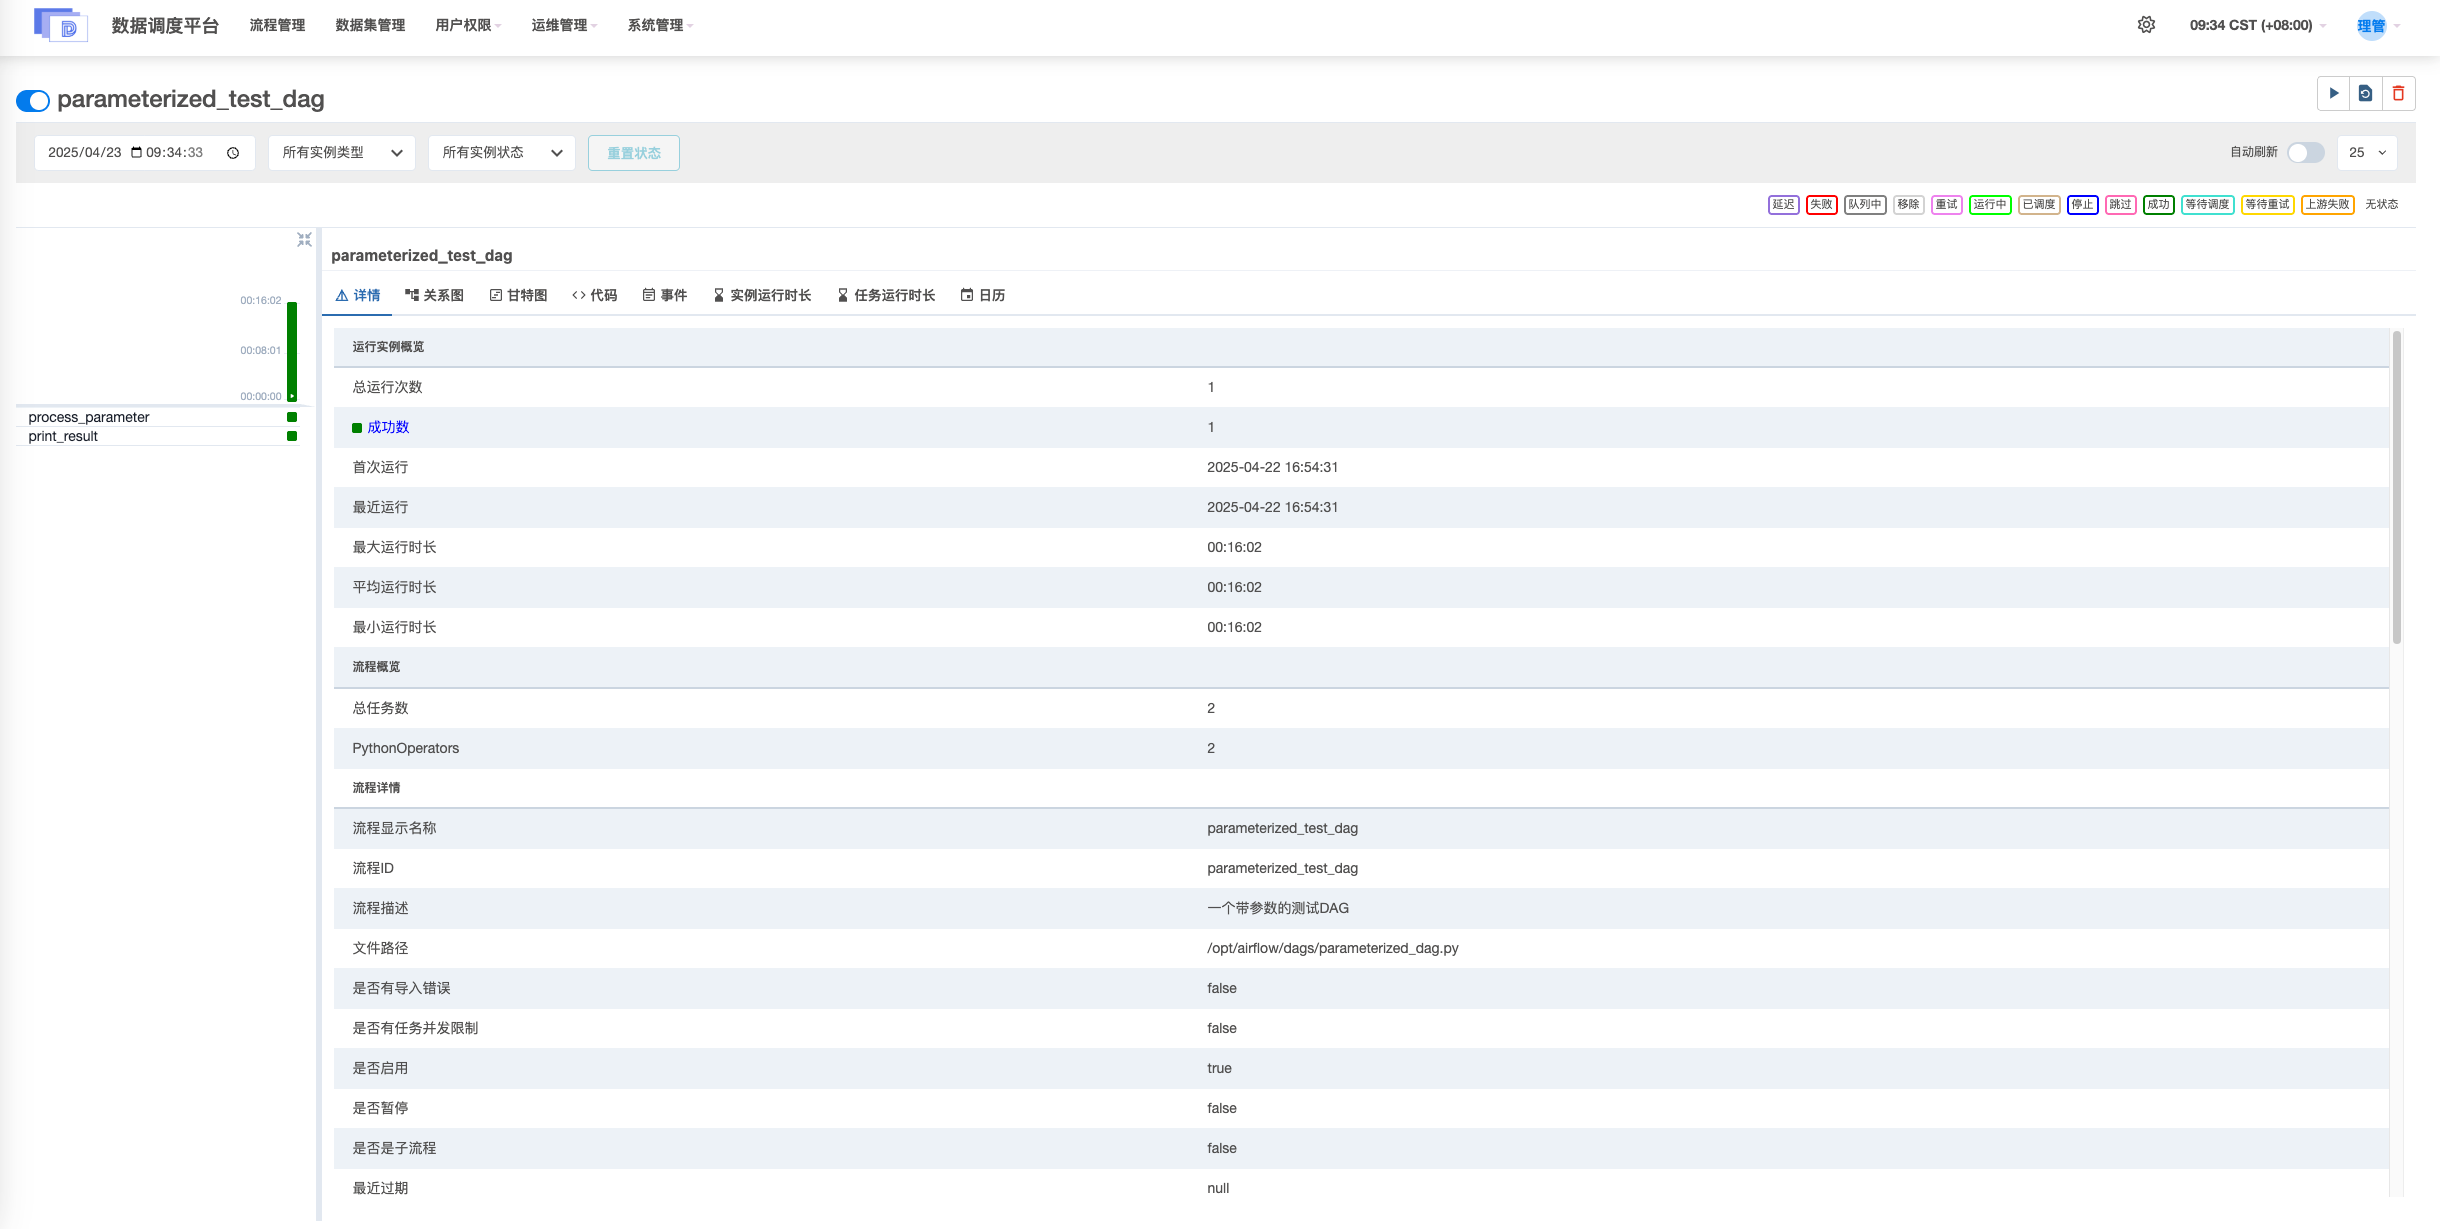 D 数据调度平台 流程管理 数据集管理 用户权限 运维管理 系统管理 09:34 CST (+08:00) 理管
parameterized_test_dag
2025/04/23 09:34:33 所有实例类型 所有实例状态 重置状态 自动刷新 25
延迟 失败 队列中 移除 重试 运行中 已调度 停止 跳过 成功 等待调度 等待重试 上游失败 无状态
00:16:02
00:08:01
00:00:00
process_parameter
print_result
parameterized_test_dag
详情 关系图 甘特图 代码 事件 实例运行时长 任务运行时长 日历
运行实例概览
总运行次数 1
成功数 1
首次运行 2025-04-22 16:54:31
最近运行 2025-04-22 16:54:31
最大运行时长 00:16:02
平均运行时长 00:16:02
最小运行时长 00:16:02
流程概览
总任务数 2
PythonOperators 2
流程详情
流程显示名称 parameterized_test_dag
流程ID parameterized_test_dag
流程描述 一个带参数的测试DAG
文件路径 /opt/airflow/dags/parameterized_dag.py
是否有导入错误 false
是否有任务并发限制 false
是否启用 true
是否暂停 false
是否是子流程 false
最近过期 null